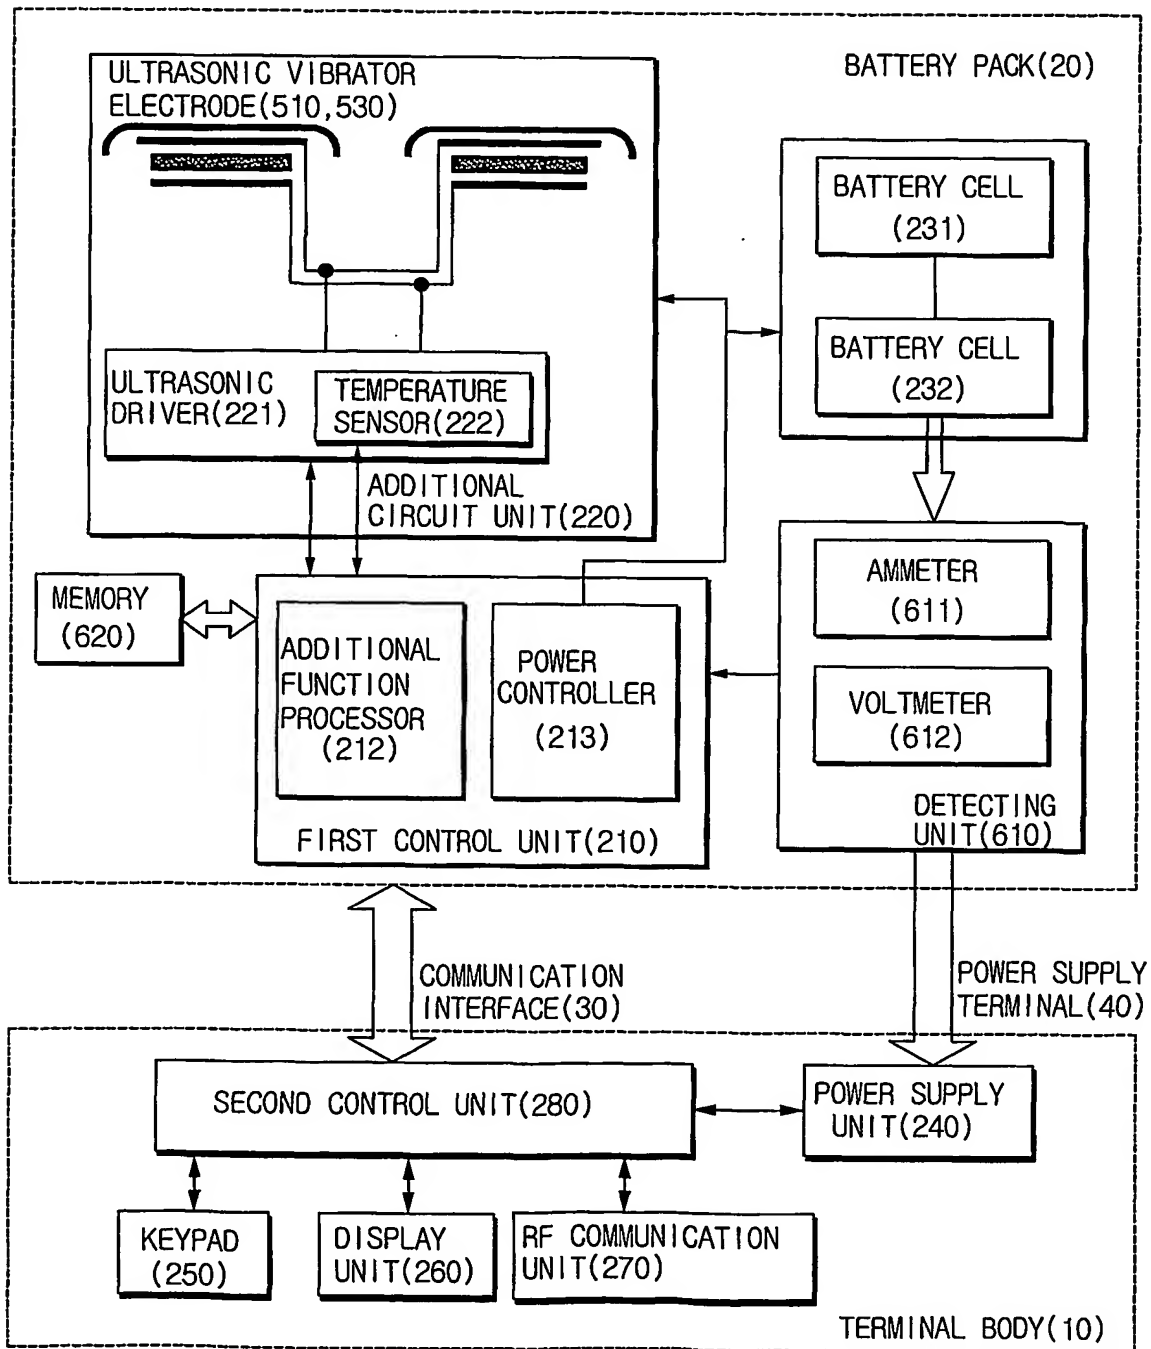 BATTERY PACK(20)
ULTRASONIC VIBRATOR
ELECTRODE(510,530)
BATTERY CELL
(231)
BATTERY CELL
(232)
ULTRASONIC
DRIVER(221)
TEMPERATURE
SENSOR(222)
ADDITIONAL
CIRCUIT UNIT(220)
MEMORY
(620)
ADDITIONAL
FUNCTION
PROCESSOR
(212)
POWER
CONTROLLER
(213)
FIRST CONTROL UNIT(210)
AMMETER
(611)
VOLTMETER
(612)
DETECTING
UNIT(610)
COMMUNICATION
INTERFACE(30)
POWER SUPPLY
TERMINAL(40)
SECOND CONTROL UNIT(280)
POWER SUPPLY
UNIT(240)
KEYPAD
(250)
DISPLAY
UNIT(260)
RF COMMUNICATION
UNIT(270)
TERMINAL BODY(10)